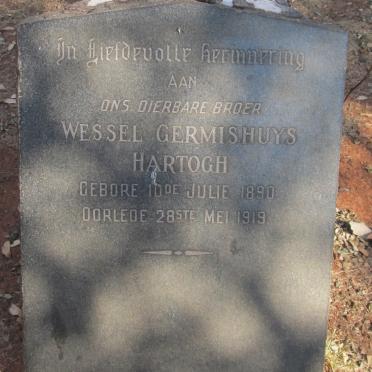 In Liefdevolle herinnering
AAN
ONS DIERBARE BROER
WESSEL GERMISHUYS
HARTOGH
GEBORE 10DE JULIE 1890
OORLEDE 28STE MEI 1919